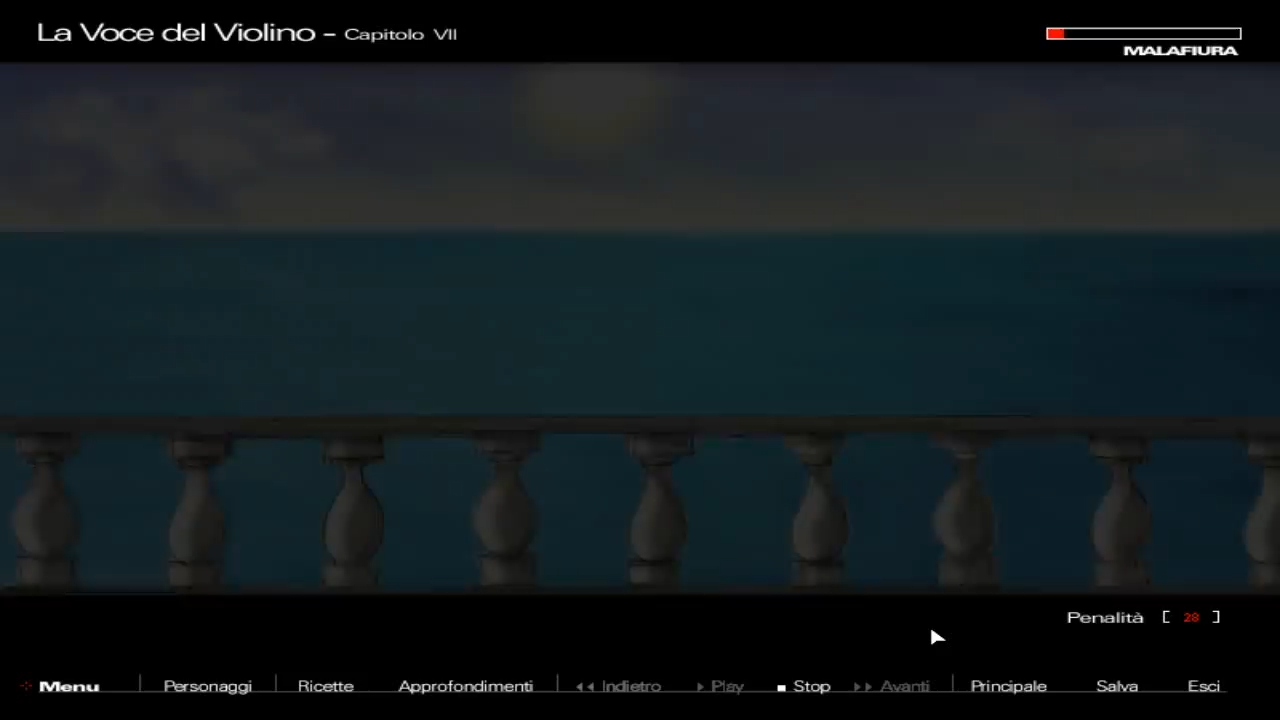 La Voce del Violino - Capitolo VII
MALAFIURA
Penalità [ 28 ]
Menu Personaggi Ricette Approfondimenti Indietro Play Stop Avanti Principale Salva Esci